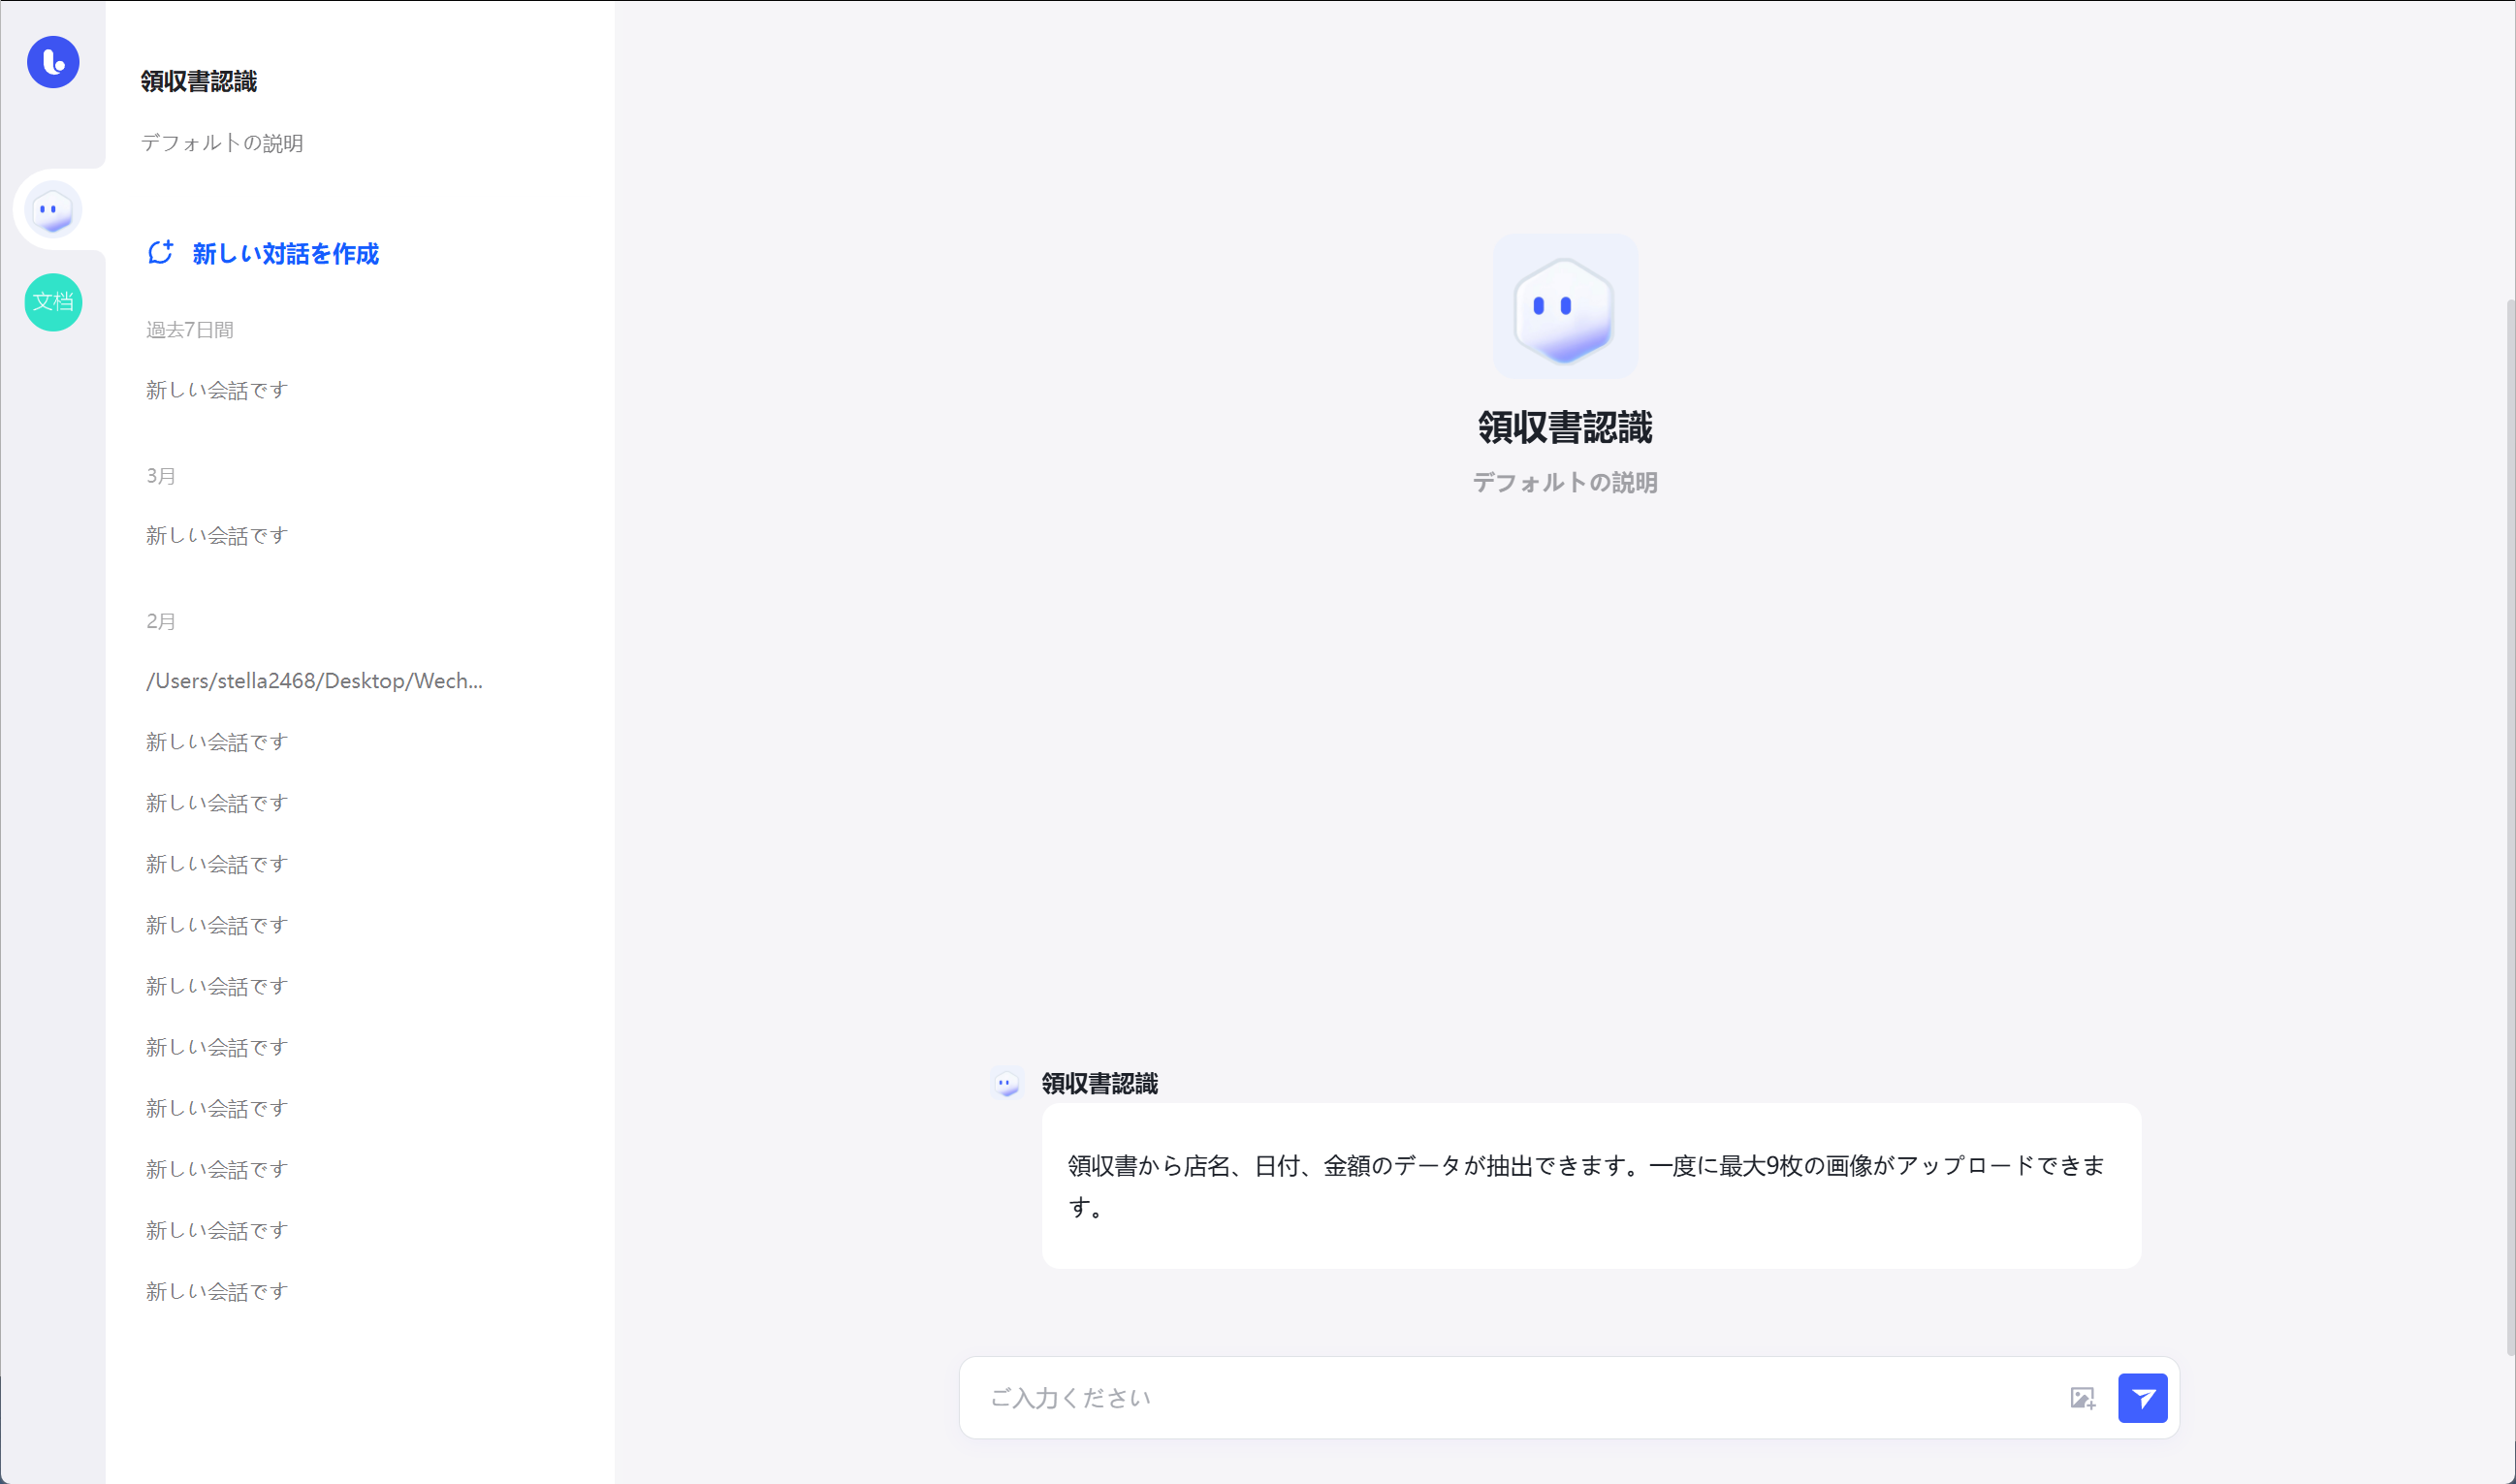 領収書認識
デフォルトの説明
文档
新しい対話を作成
過去7日間
新しい会話です
3月
新しい会話です
2月
/Users/stella2468/Desktop/Wech...
新しい会話です
新しい会話です
新しい会話です
新しい会話です
新しい会話です
新しい会話です
新しい会話です
新しい会話です
新しい会話です
新しい会話です
領収書認識
デフォルトの説明
領収書認識
領収書から店名、日付、金額のデータが抽出できます。一度に最大9枚の画像がアップロードできま
す。
ご入力ください